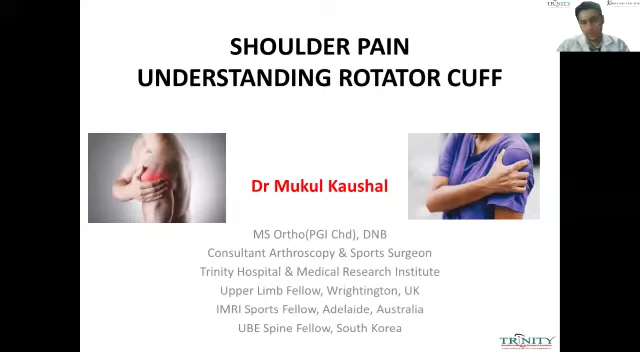 SHOULDER PAIN
UNDERSTANDING ROTATOR CUFF
Dr Mukul Kaushal
MS Ortho(PGI Chd), DNB
Consultant Arthroscopy & Sports Surgeon
Trinity Hospital & Medical Research Institute
Upper Limb Fellow, Wrightington, UK
IMRI Sports Fellow, Adelaide, Australia
UBE Spine Fellow, South Korea
TRINITY